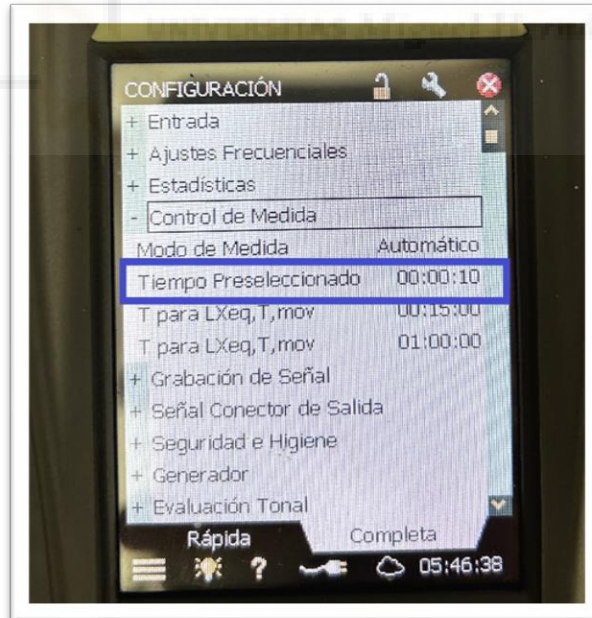 CONFIGURACIÓN
+ Entrada
+ Ajustes Frecuenciales
+ Estadísticas
- Control de Medida
Modo de Medida Automático
Tiempo Preseleccionado 00:00:10
T para LXeq,T,mov 00:15:00
T para LXeq,T,mov 01:00:00
+ Grabación de Señal
+ Señal Conector de Salida
+ Seguridad e Higiene
+ Generador
+ Evaluación Tonal
Rápida Completa
? 05:46:38